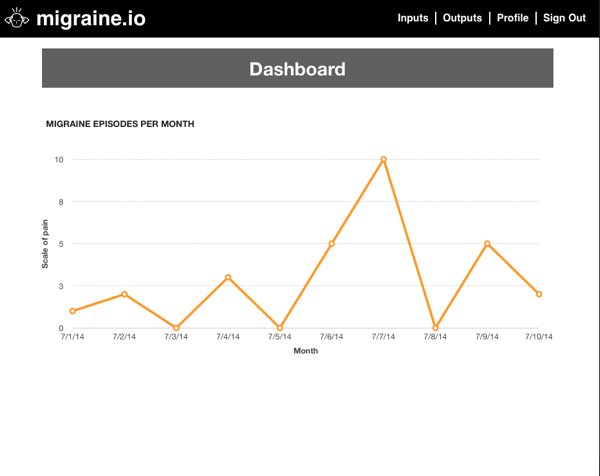 migraine.io
Inputs | Outputs | Profile | Sign Out
Dashboard
MIGRAINE EPISODES PER MONTH
Scale of pain
10
8
5
3
0
7/1/14 7/2/14 7/3/14 7/4/14 7/5/14 7/6/14 7/7/14 7/8/14 7/9/14 7/10/14
Month